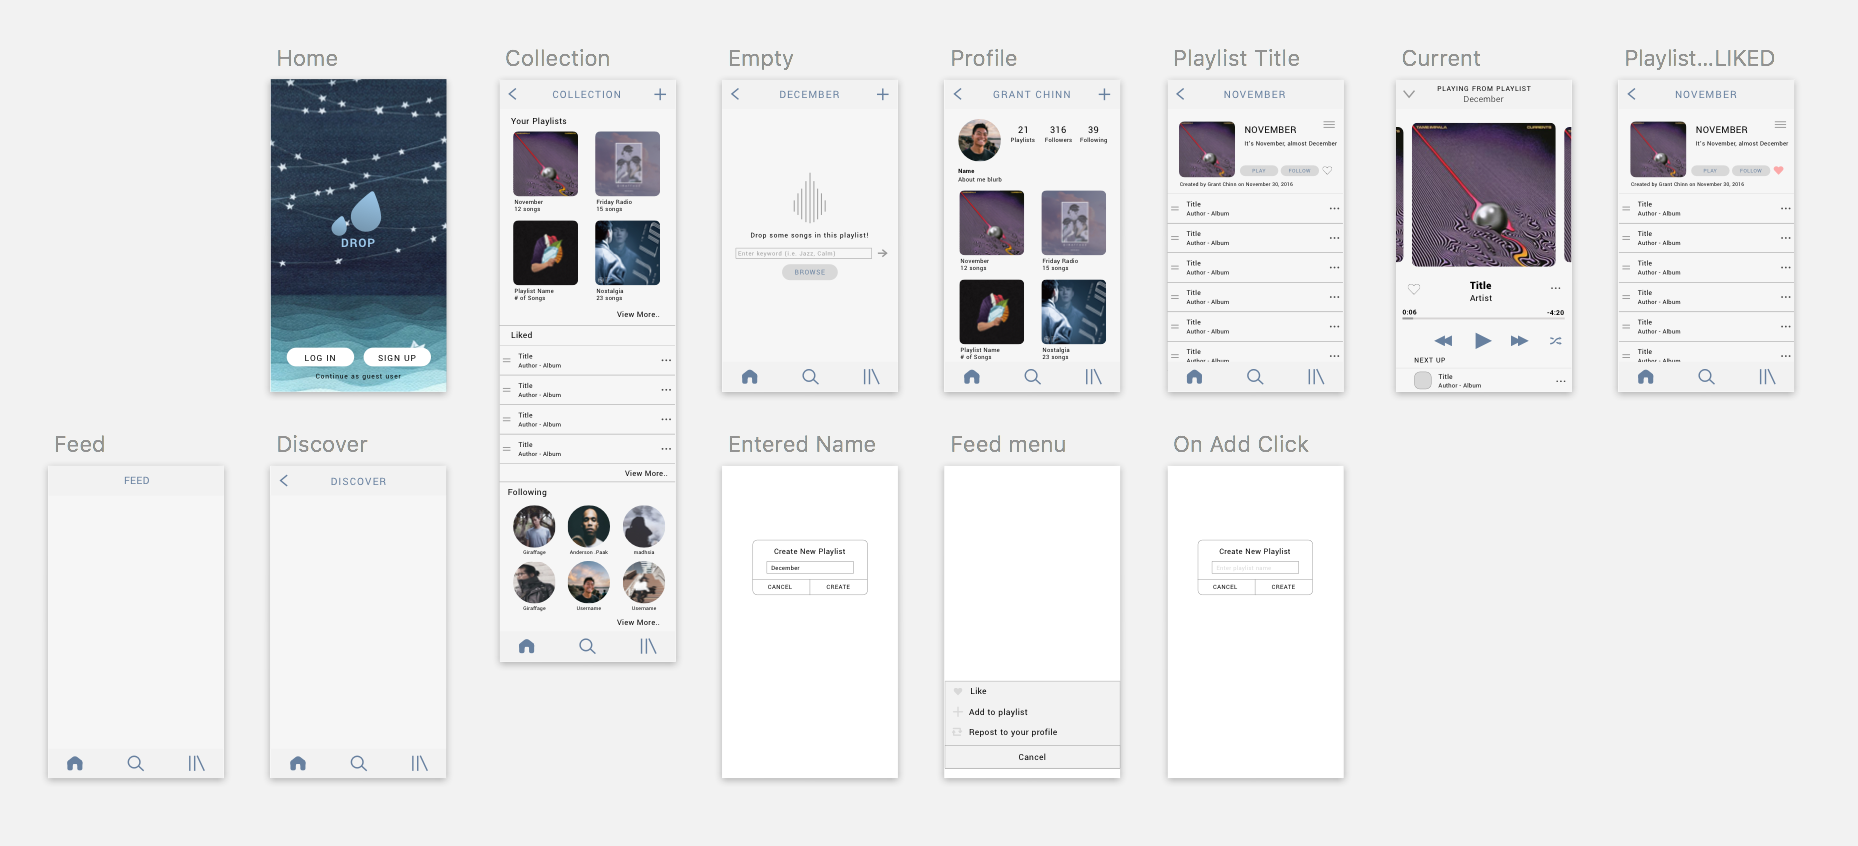 Home
DROP
LOG IN
SIGN UP
Continue as guest user
Collection
COLLECTION
Your Playlists
November
12 songs
Friday Radio
15 songs
Playlist Name
# of Songs
Nostalgia
23 songs
View More..
Liked
Title
Author - Album
Title
Author - Album
Title
Author - Album
Title
Author - Album
View More..
Following
Giraffage
Anderson .Paak
madhsia
Giraffage
Username
Username
View More..
Empty
DECEMBER
Drop some songs in this playlist!
Enter keyword (i.e. Jazz, Calm)
BROWSE
Profile
GRANT CHINN
21
Playlists
316
Followers
39
Following
Name
About me blurb
November
12 songs
Friday Radio
15 songs
Playlist Name
# of Songs
Nostalgia
23 songs
Playlist Title
NOVEMBER
NOVEMBER
It's November, almost December
PLAY
FOLLOW
Created by Grant Chinn on November 30, 2016
Title
Author - Album
Title
Author - Album
Title
Author - Album
Title
Author - Album
Title
Author - Album
Title
Author - Album
Current
PLAYING FROM PLAYLIST
December
TAME IMPALA
CURRENTS
Title
Artist
0:06
-4:20
NEXT UP
Title
Author - Album
Playlist...LIKED
NOVEMBER
NOVEMBER
It's November, almost December
PLAY
FOLLOW
Created by Grant Chinn on November 30, 2016
Title
Author - Album
Title
Author - Album
Title
Author - Album
Title
Author - Album
Title
Author - Album
Title
Author - Album
Feed
FEED
Discover
DISCOVER
Entered Name
Create New Playlist
December
CANCEL
CREATE
Feed menu
Like
Add to playlist
Repost to your profile
Cancel
On Add Click
Create New Playlist
Enter playlist name
CANCEL
CREATE